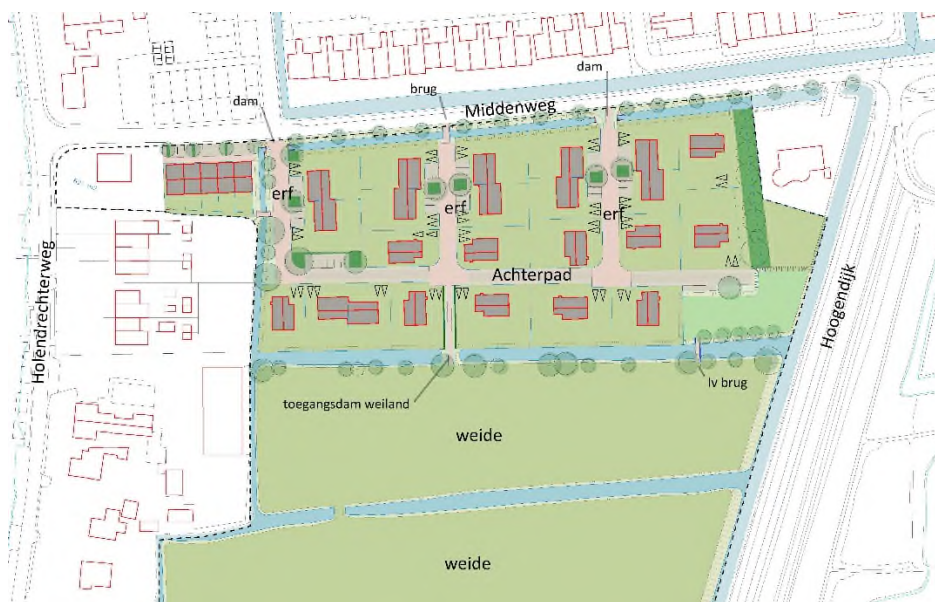 dam
brug
Middenweg
dam
erf
erf
erf
Achterpad
Holendrechterweg
Hoogendijk
toegangsdam weiland
lv brug
weide
weide